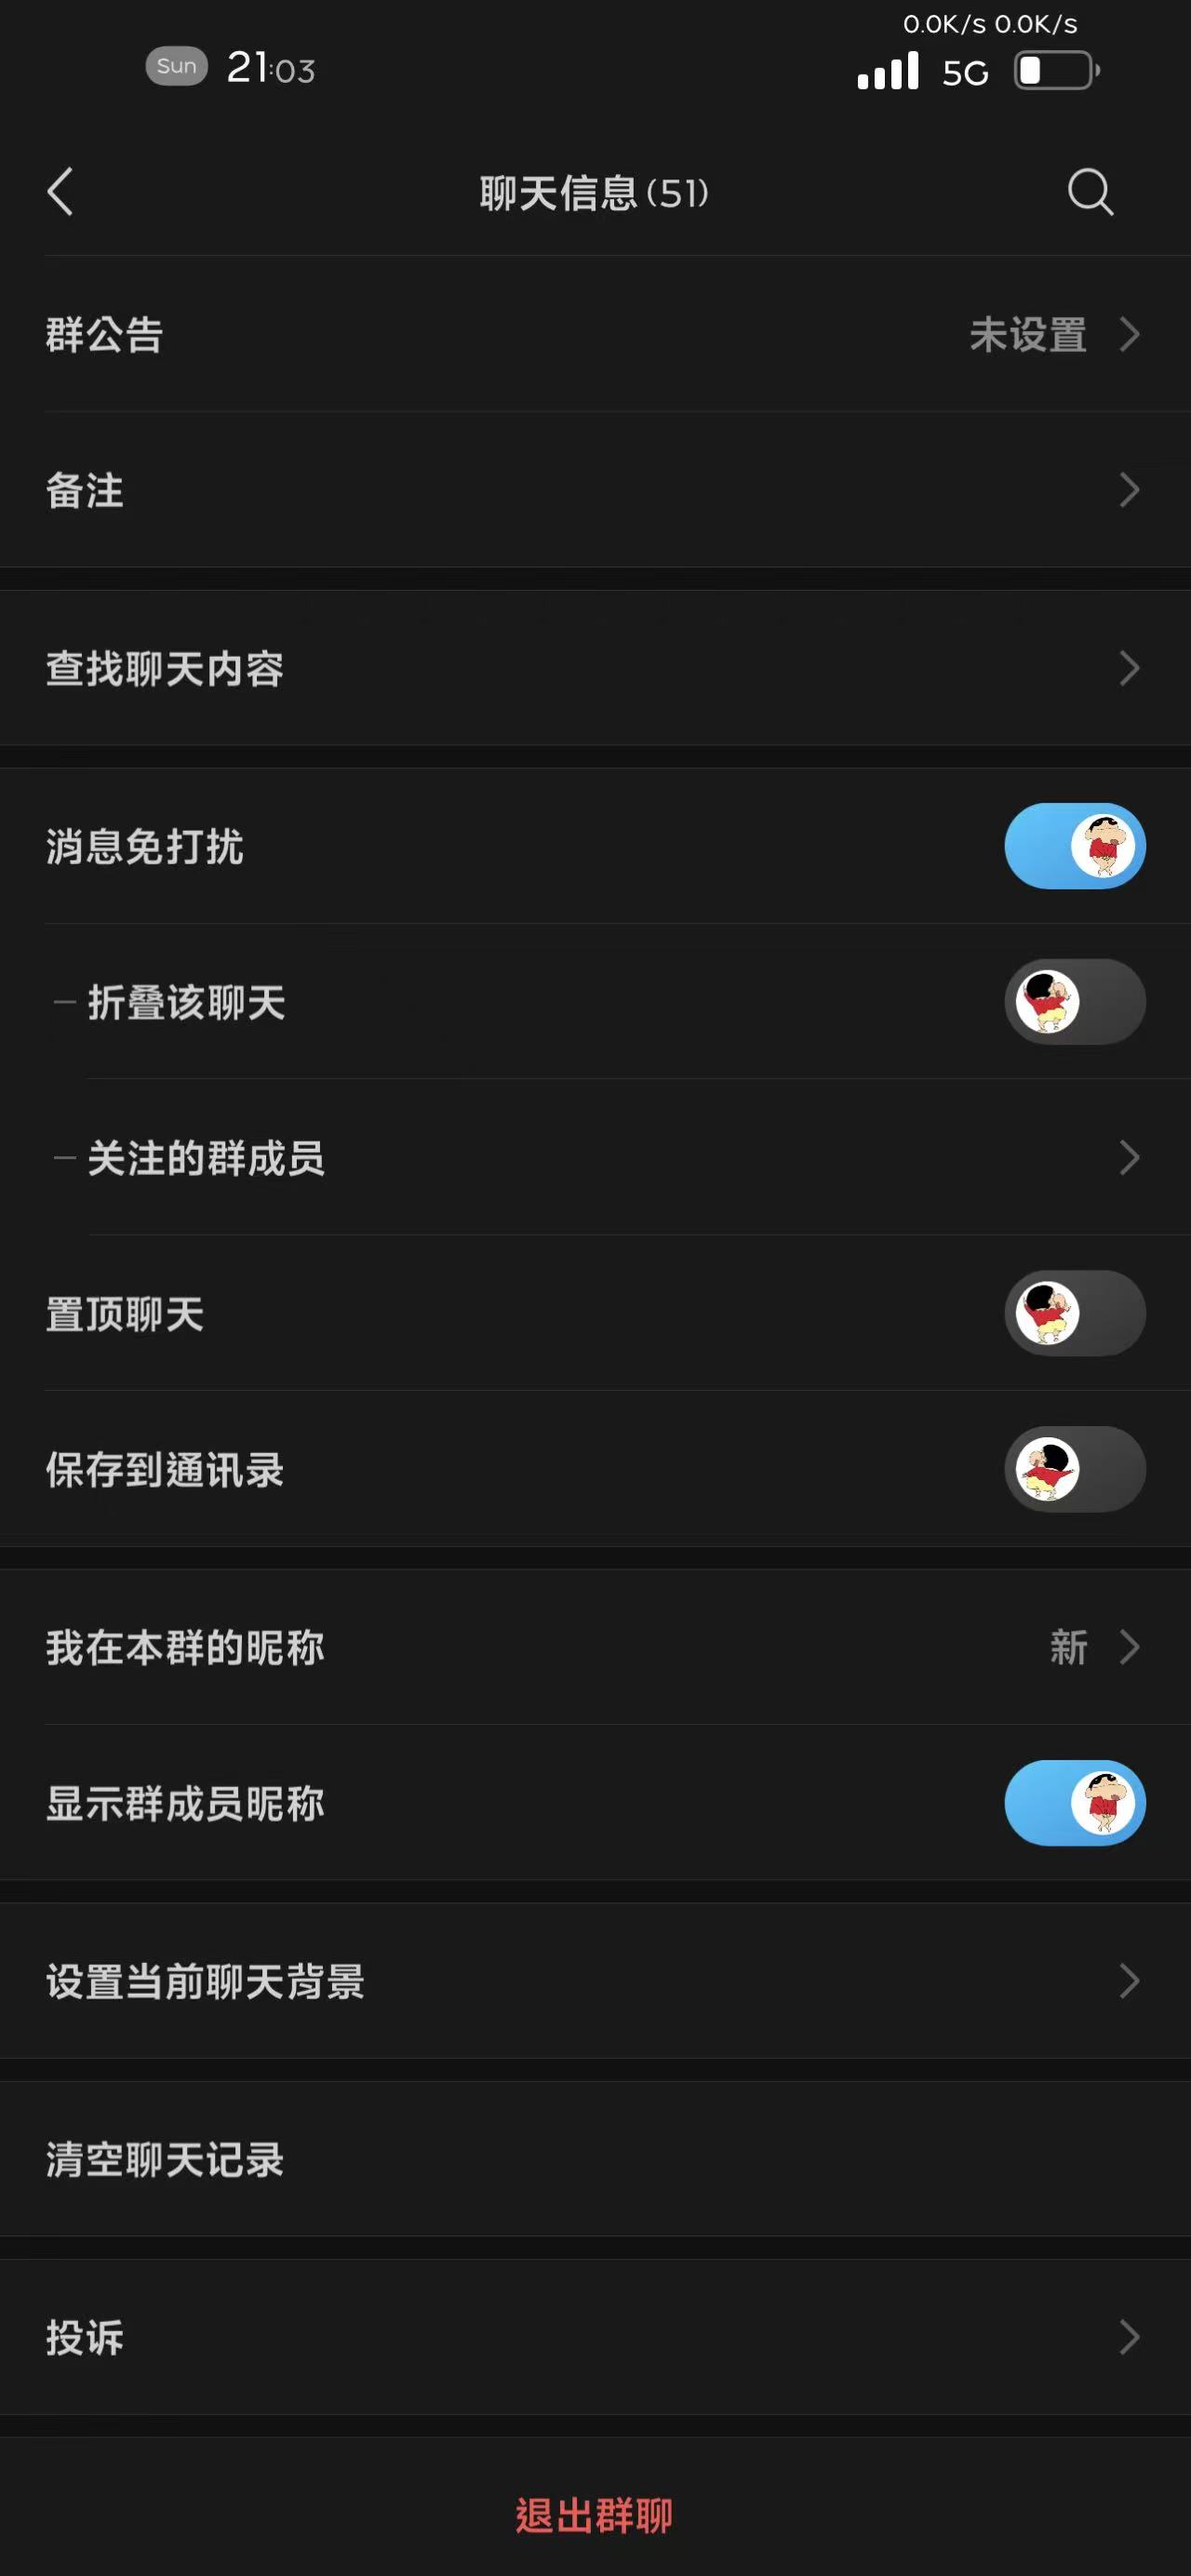 0.0K/s 0.0K/s
Sun 21:03 5G
聊天信息(51)
群公告 未设置
备注
查找聊天内容
消息免打扰
折叠该聊天
关注的群成员
置顶聊天
保存到通讯录
我在本群的昵称 新
显示群成员昵称
设置当前聊天背景
清空聊天记录
投诉
退出群聊